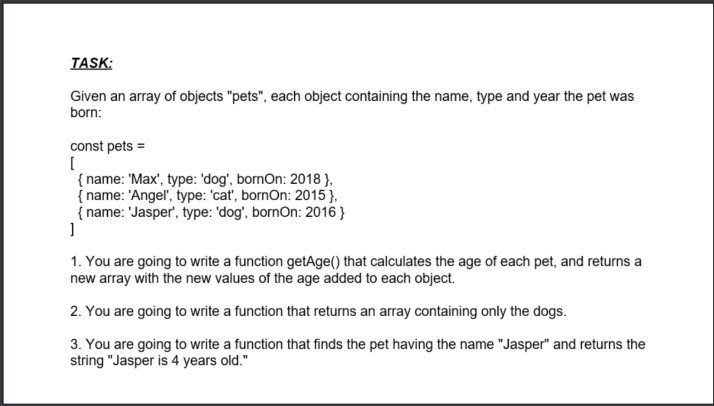 TASK:
Given an array of objects "pets", each object containing the name, type and year the pet was
born:
const pets =
[
{ name: 'Max', type: 'dog', bornOn: 2018 },
{ name: 'Angel', type: 'cat', bornOn: 2015 },
{ name: 'Jasper', type: 'dog', bornOn: 2016 }
]
1. You are going to write a function getAge() that calculates the age of each pet, and returns a
new array with the new values of the age added to each object.
2. You are going to write a function that returns an array containing only the dogs.
3. You are going to write a function that finds the pet having the name "Jasper" and returns the
string "Jasper is 4 years old."